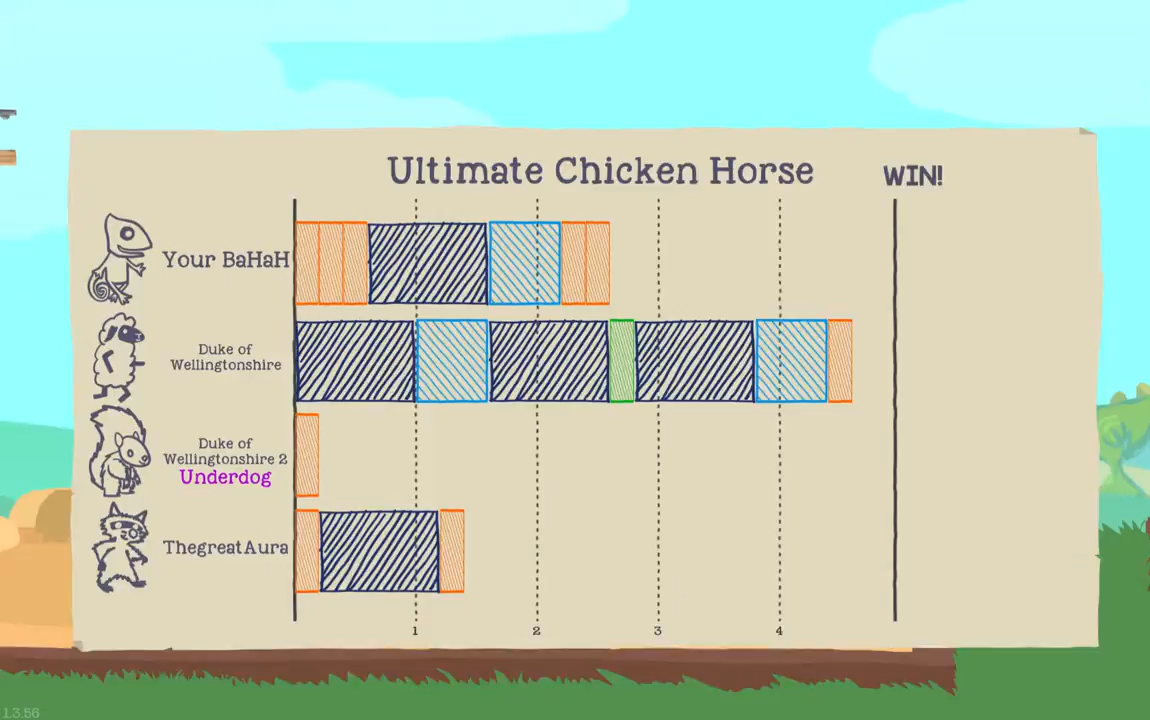 Ultimate Chicken Horse
WIN!
Your BaHaH
Duke of
Wellingtonshire
Duke of
Wellingtonshire 2
Underdog
ThegreatAura
1 2 3 4
1.3.56